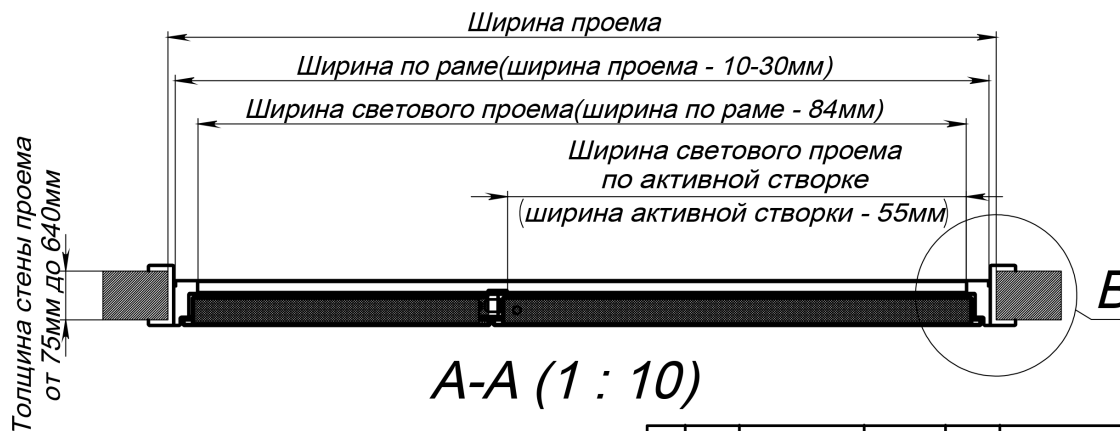 Ширина проема
Ширина по раме(ширина проема - 10-30мм)
Ширина светового проема(ширина по раме - 84мм)
Ширина светового проема
по активной створке
(ширина активной створки - 55мм)
Толщина стены проема
от 75мм до 640мм
В
А-А (1 : 10)